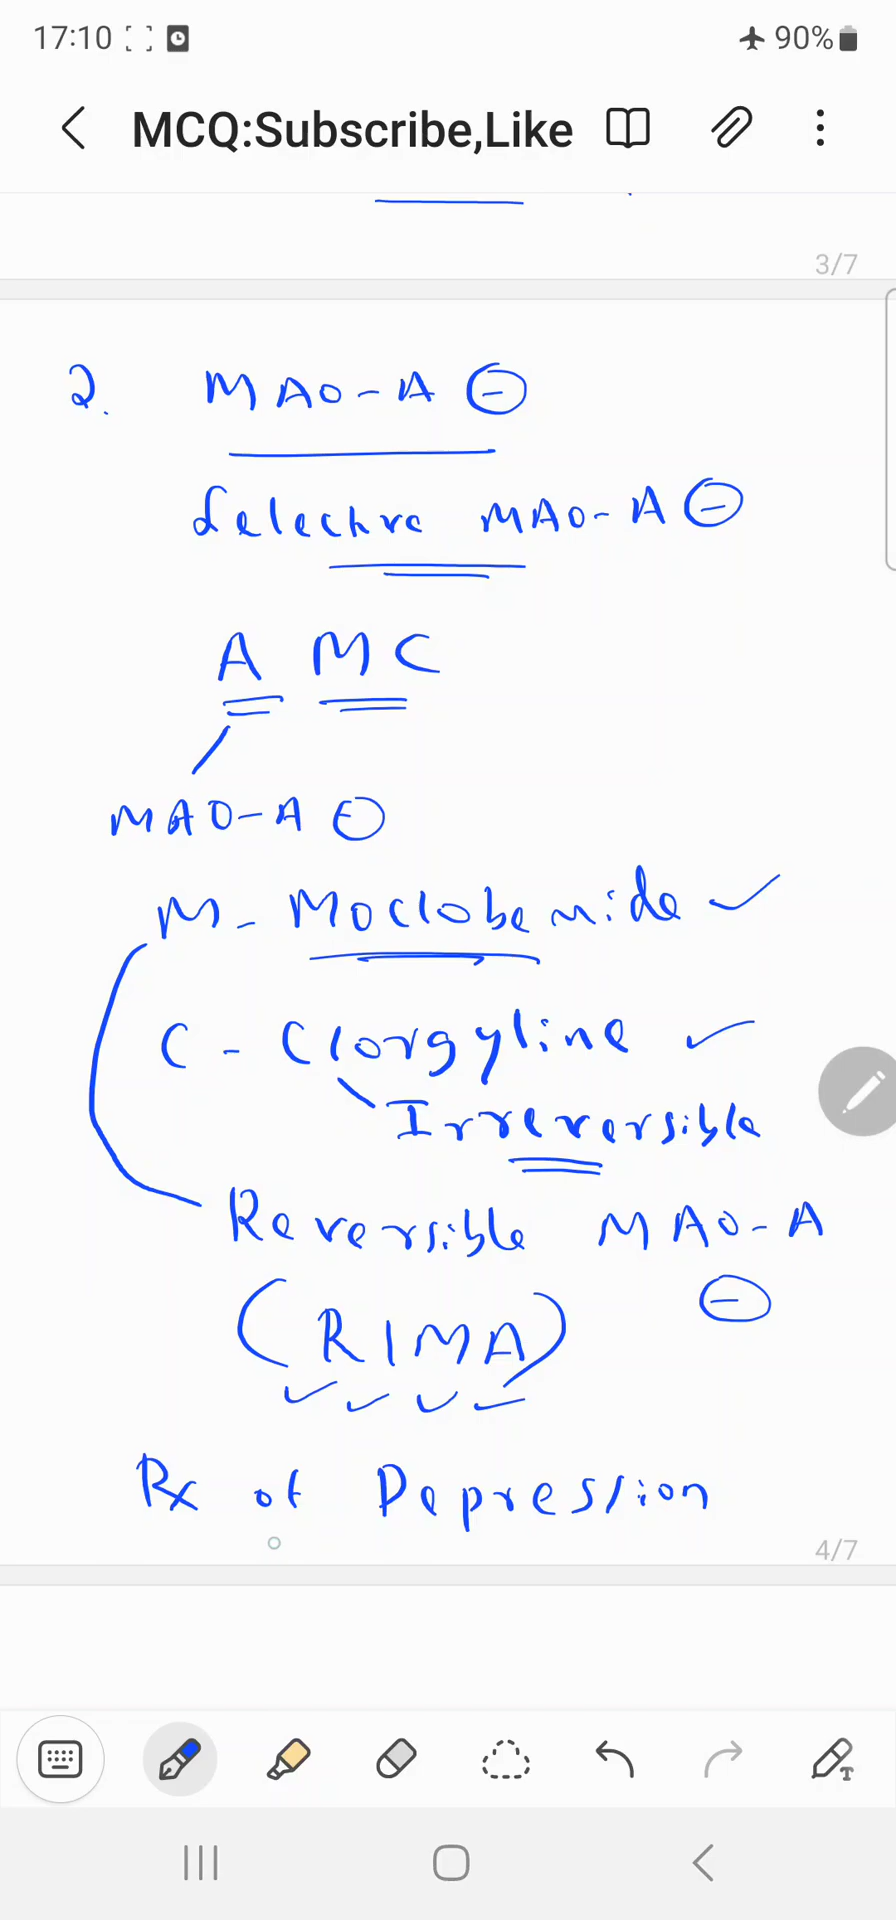 17:10
90%
MCQ:Subscribe,Like
3/7
2. MAO-A ⊖
Selective MAO-A ⊖
A MC
MAO-A ⊖
M - Moclobemide ✓
C - Clorgyline ✓
Irreversible
Reversible MAO-A
⊖
(RIMA)
✓ ✓ ✓ ✓
Rx of Depression
4/7
T